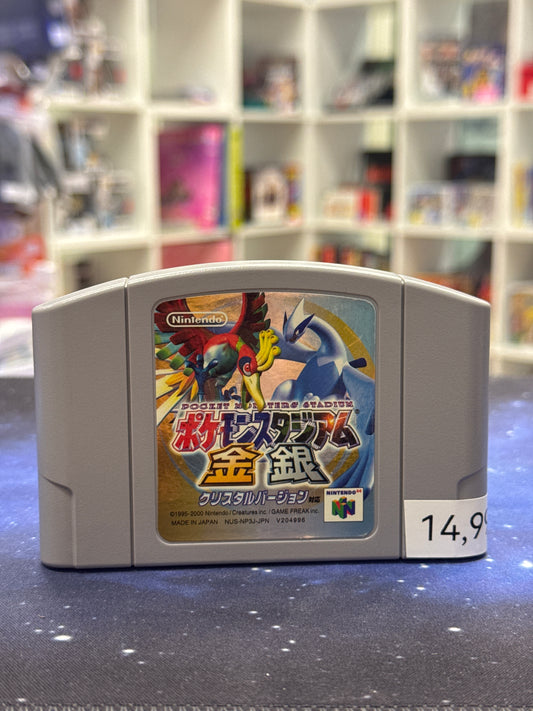 Nintendo
POCKET MONSTERS STADIUM
ポケモンスタジアム
金銀
クリスタルバージョン対応
NINTENDO 64
N
©1995-2000 Nintendo/Creatures inc./GAME FREAK inc.
MADE IN JAPAN NUS-NP3J-JPN V204996
14,9